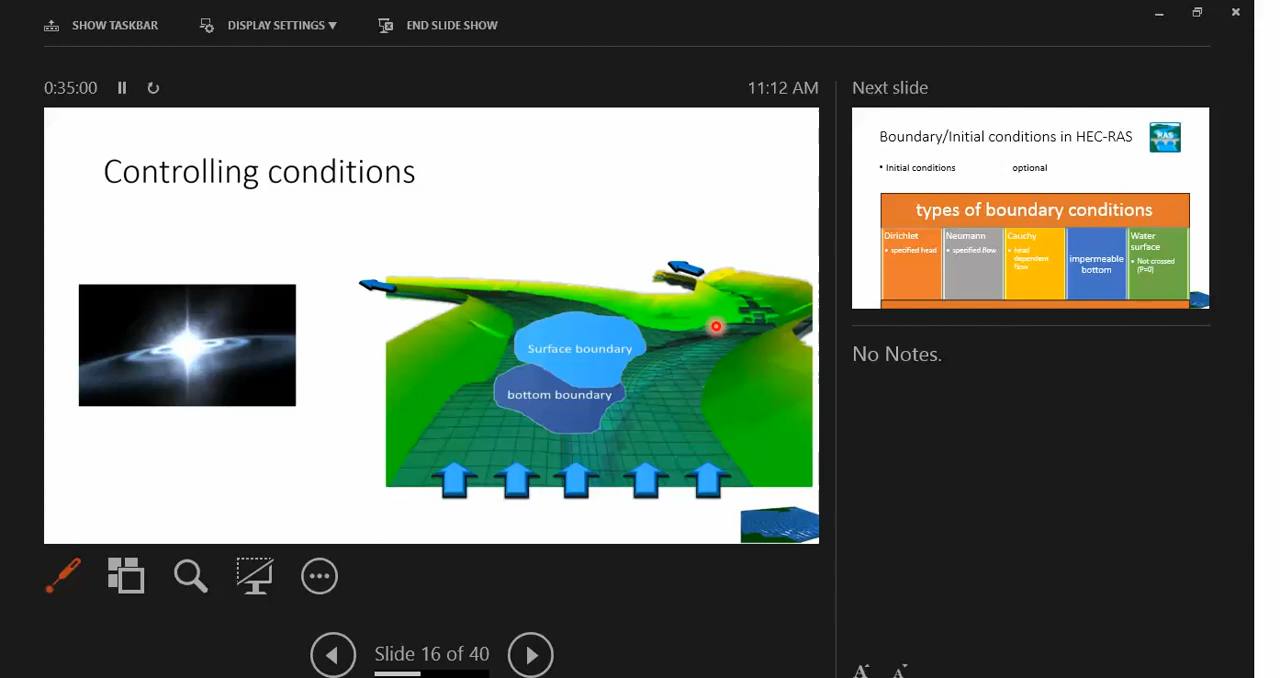 SHOW TASKBAR
DISPLAY SETTINGS ▼
END SLIDE SHOW
0:35:00
11:12 AM
Controlling conditions
Surface boundary
bottom boundary
Slide 16 of 40
Next slide
Boundary/Initial conditions in HEC-RAS
RAS
• Initial conditions optional
types of boundary conditions
Dirichlet
• specified head
Neumann
• specified flow
Cauchy
• head
dependent
flow
impermeable
bottom
Water
surface
• Not crossed
(P=0)
No Notes.
A A